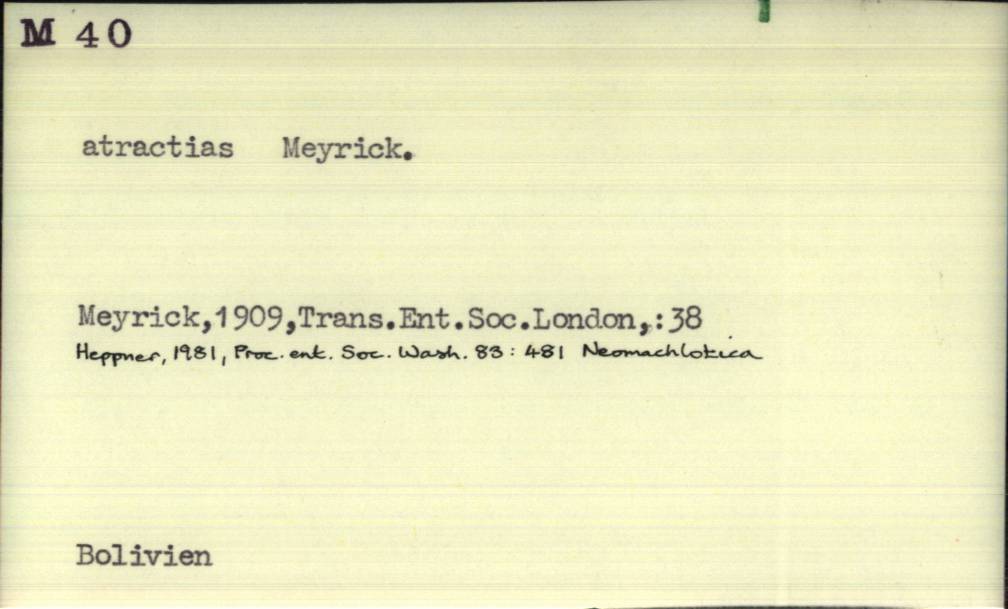 M 40
atractias Meyrick.
Meyrick,1909,Trans.Ent.Soc.London,:38
Heppner, 1981, Proc. ent. Soc. Wash. 83: 481 Neomachlotica
Bolivien